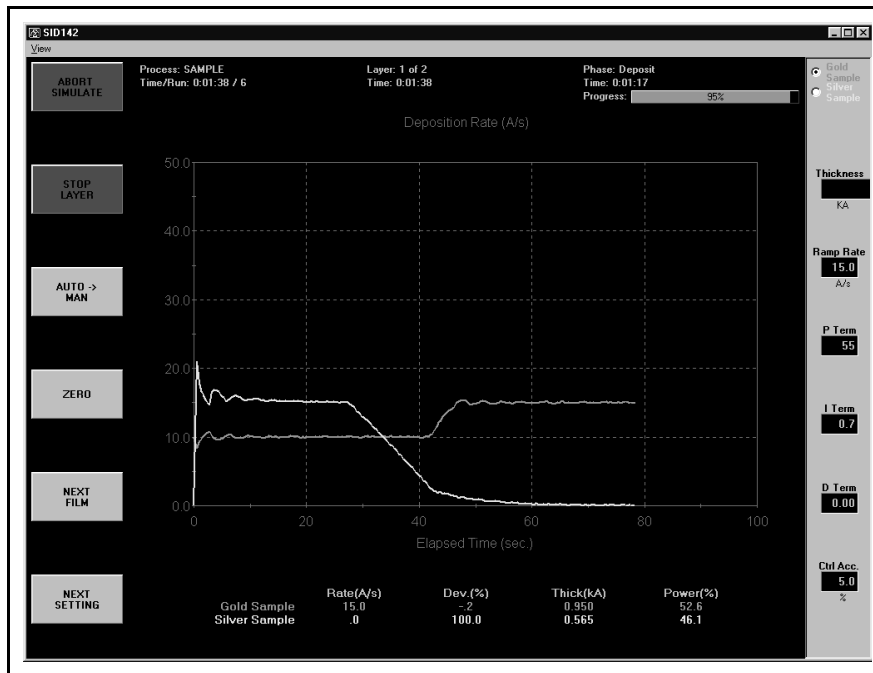 SID142
View
ABORT SIMULATE
Process: SAMPLE
Time/Run: 0:01:38 / 6
Layer: 1 of 2
Time: 0:01:38
Phase: Deposit
Time: 0:01:17
Progress: 95%
Gold Sample
Silver Sample
STOP LAYER
AUTO -> MAN
ZERO
NEXT FILM
NEXT SETTING
Deposition Rate (A/s)
50.0
40.0
30.0
20.0
10.0
0.0
0 20 40 60 80 100
Elapsed Time (sec.)
Rate(A/s) Dev.(%) Thick(kA) Power(%)
Gold Sample 15.0 -.2 0.950 52.6
Silver Sample .0 100.0 0.565 46.1
Thickness
KA
Ramp Rate
15.0
A/s
P Term
55
I Term
0.7
D Term
0.00
Ctrl Acc.
5.0
%